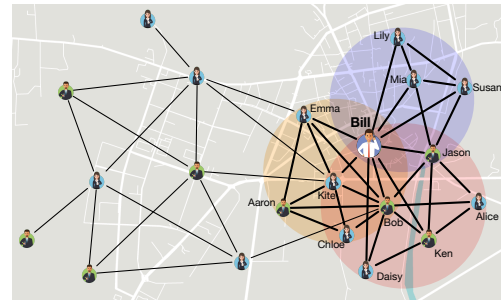 Lily
Mia
Susan
Emma
Bill
Jason
Kite
Aaron
Bob
Alice
Chloe
Ken
Daisy